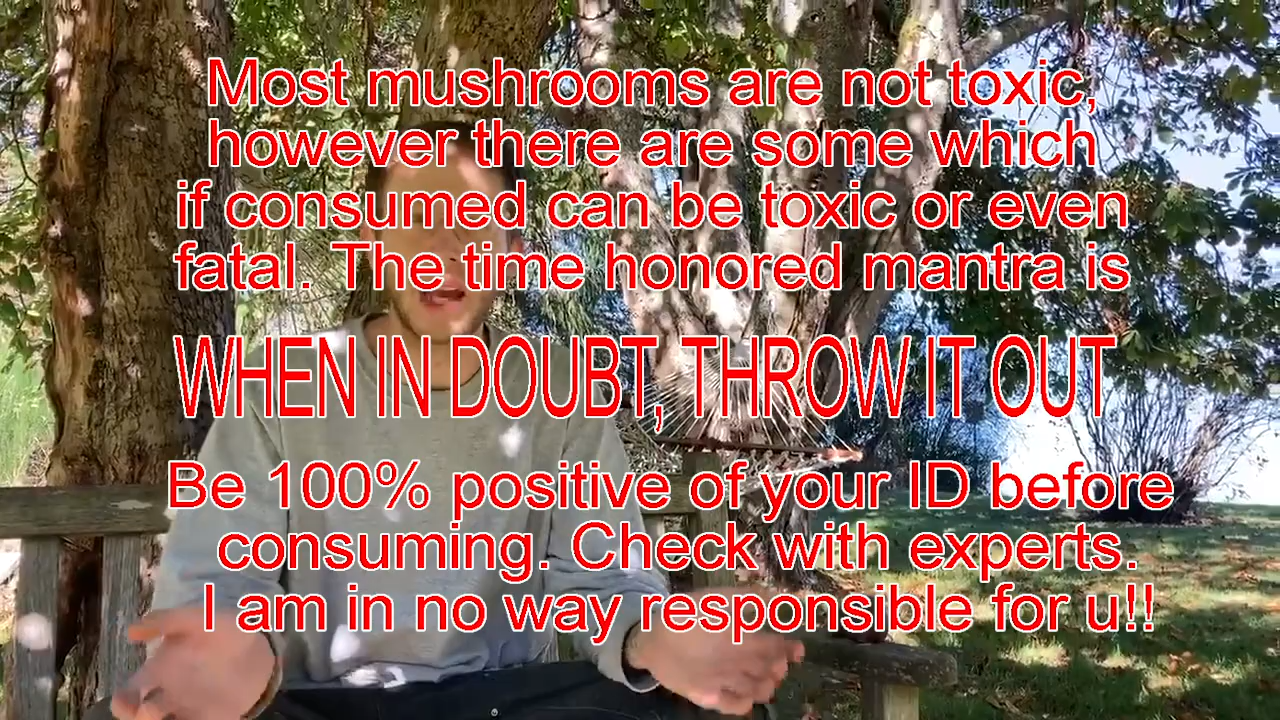 Most mushrooms are not toxic,
however there are some which
if consumed can be toxic or even
fatal. The time honored mantra is
WHEN IN DOUBT, THROW IT OUT
Be 100% positive of your ID before
consuming. Check with experts.
I am in no way responsible for u!!